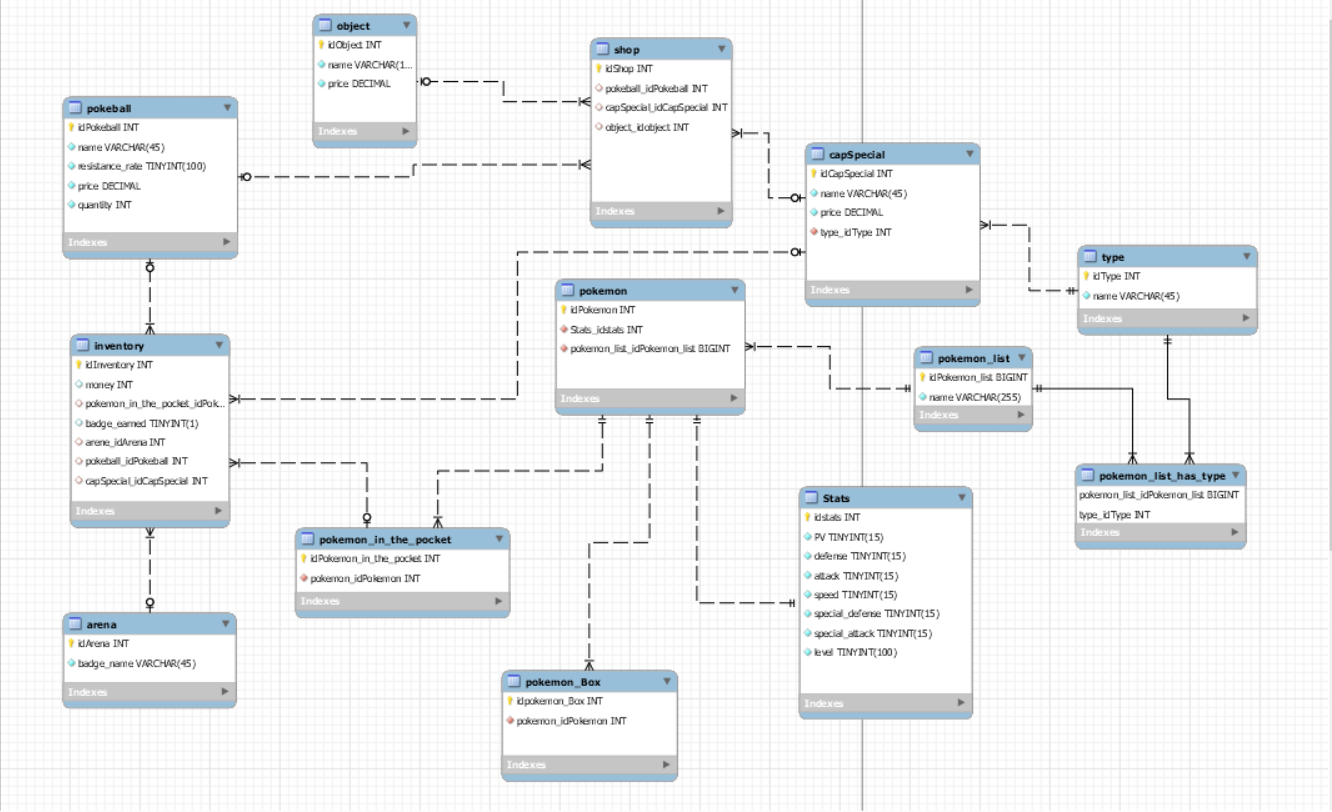 object
idObject INT
name VARCHAR(1...
price DECIMAL
Indexes
shop
idShop INT
pokeball_idPokeball INT
capSpecial_idCapSpecial INT
object_idobject INT
Indexes
pokeball
idPokeball INT
name VARCHAR(45)
resistance_rate TINYINT(100)
price DECIMAL
quantity INT
Indexes
capSpecial
idCapSpecial INT
name VARCHAR(45)
price DECIMAL
type_idType INT
Indexes
type
idType INT
name VARCHAR(45)
Indexes
pokemon
idPokemon INT
Stats_idstats INT
pokemon_list_idPokemon_list BIGINT
Indexes
inventory
idInventory INT
money INT
pokemon_in_the_pocket_idPok...
badge_earned TINYINT(1)
arene_idArena INT
pokeball_idPokeball INT
capSpecial_idCapSpecial INT
Indexes
pokemon_list
idPokemon_list BIGINT
name VARCHAR(255)
Indexes
pokemon_list_has_type
pokemon_list_idPokemon_list BIGINT
type_idType INT
Indexes
Stats
idstats INT
PV TINYINT(15)
defense TINYINT(15)
attack TINYINT(15)
speed TINYINT(15)
special_defense TINYINT(15)
special_attack TINYINT(15)
level TINYINT(100)
Indexes
pokemon_in_the_pocket
idPokemon_in_the_pocket INT
pokemon_idPokemon INT
Indexes
arena
idArena INT
badge_name VARCHAR(45)
Indexes
pokemon_Box
idpokemon_Box INT
pokemon_idPokemon INT
Indexes